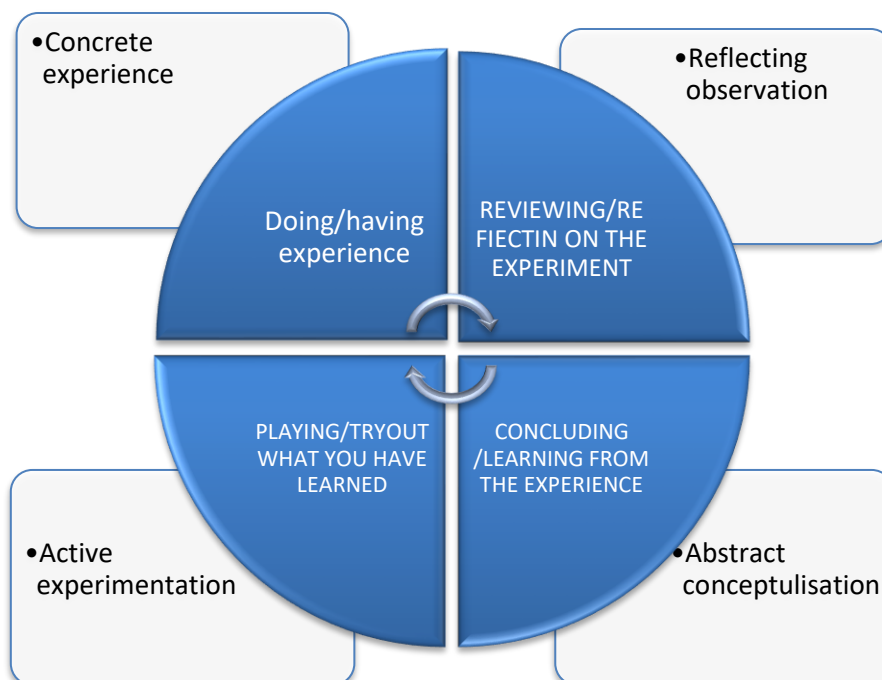 •Concrete
experience
•Reflecting
observation
Doing/having
experience
REVIEWING/RE
FIECTIN ON THE
EXPERIMENT
PLAYING/TRYOUT
WHAT YOU HAVE
LEARNED
CONCLUDING
/LEARNING FROM
THE EXPERIENCE
•Active
experimentation
•Abstract
conceptulisation